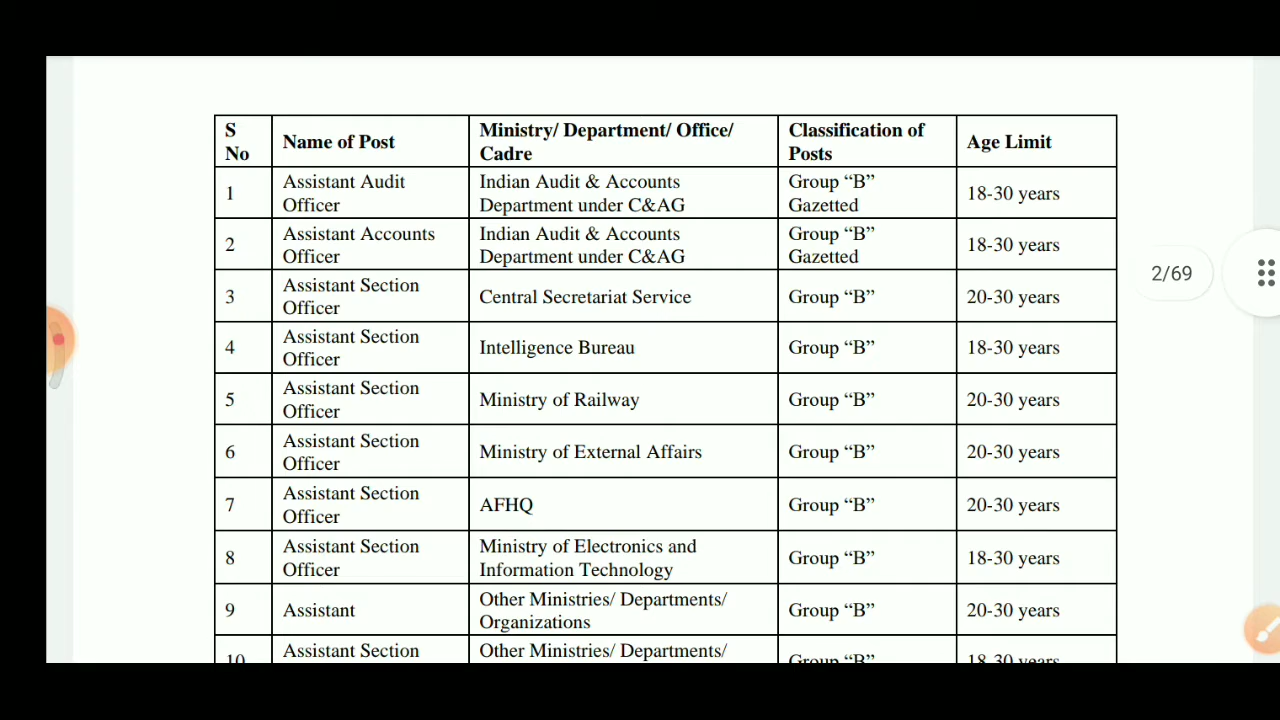 S No | Name of Post | Ministry/ Department/ Office/ Cadre | Classification of Posts | Age Limit
1 | Assistant Audit Officer | Indian Audit & Accounts Department under C&AG | Group “B” Gazetted | 18-30 years
2 | Assistant Accounts Officer | Indian Audit & Accounts Department under C&AG | Group “B” Gazetted | 18-30 years
3 | Assistant Section Officer | Central Secretariat Service | Group “B” | 20-30 years
4 | Assistant Section Officer | Intelligence Bureau | Group “B” | 18-30 years
5 | Assistant Section Officer | Ministry of Railway | Group “B” | 20-30 years
6 | Assistant Section Officer | Ministry of External Affairs | Group “B” | 20-30 years
7 | Assistant Section Officer | AFHQ | Group “B” | 20-30 years
8 | Assistant Section Officer | Ministry of Electronics and Information Technology | Group “B” | 18-30 years
9 | Assistant | Other Ministries/ Departments/ Organizations | Group “B” | 20-30 years
10 | Assistant Section | Other Ministries/ Departments/ | Group “B” | 18-30 years
2/69